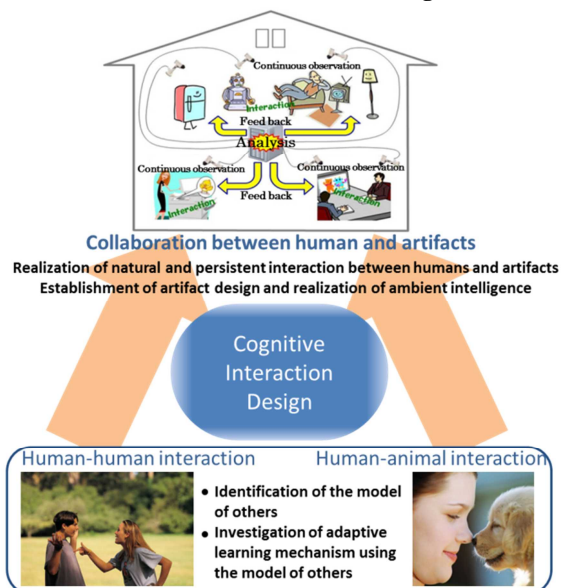 Continuous observation
Interaction
Feed back
Analysis
Continuous observation
Continuous observation
Interaction
Feed back
Interaction
Collaboration between human and artifacts
Realization of natural and persistent interaction between humans and artifacts
Establishment of artifact design and realization of ambient intelligence
Cognitive
Interaction
Design
Human-human interaction
Human-animal interaction
• Identification of the model
of others
• Investigation of adaptive
learning mechanism using
the model of others